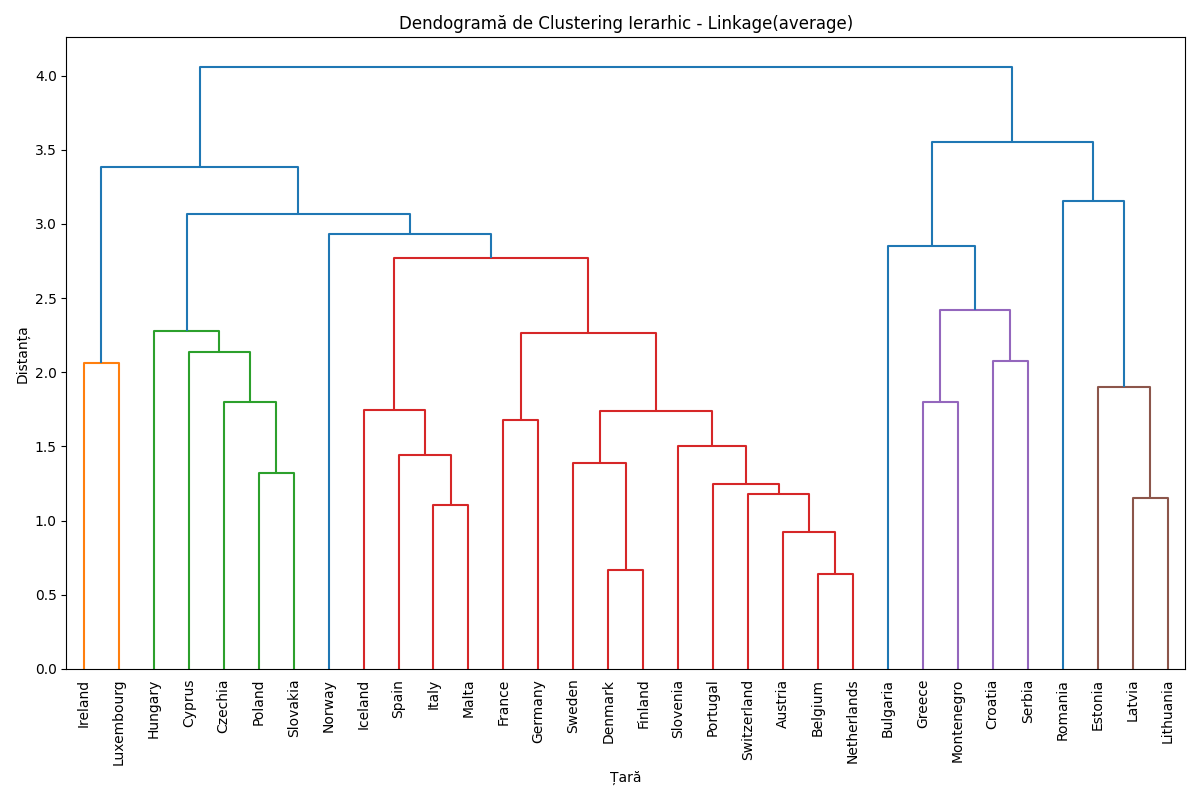 Dendogramă de Clustering Ierarhic - Linkage(average)
4.0
3.5
3.0
2.5
2.0
1.5
1.0
0.5
0.0
Distanța
Ireland
Luxembourg
Hungary
Cyprus
Czechia
Poland
Slovakia
Norway
Iceland
Spain
Italy
Malta
France
Germany
Sweden
Denmark
Finland
Slovenia
Portugal
Switzerland
Austria
Belgium
Netherlands
Bulgaria
Greece
Montenegro
Croatia
Serbia
Romania
Estonia
Latvia
Lithuania
Țară